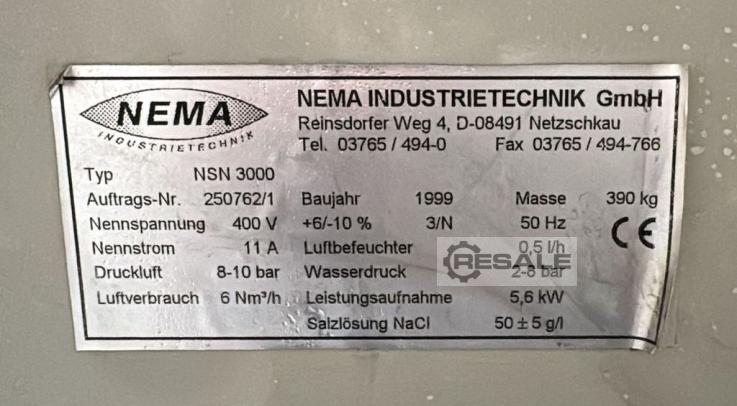 NEMA
INDUSTRIETECHNIK
NEMA INDUSTRIETECHNIK GmbH
Reinsdorfer Weg 4, D-08491 Netzschkau
Tel. 03765 / 494-0 Fax 03765 / 494-766
Typ NSN 3000
Auftrags-Nr. 250762/1 Baujahr 1999 Masse 390 kg
Nennspannung 400 V +6/-10 % 3/N 50 Hz
CE
Nennstrom 11 A Luftbefeuchter 0,5 l/h
RESALE
Druckluft 8-10 bar Wasserdruck 2-8 bar
Luftverbrauch 6 Nm³/h Leistungsaufnahme 5,6 kW
Salzlösung NaCl 50 ± 5 g/l